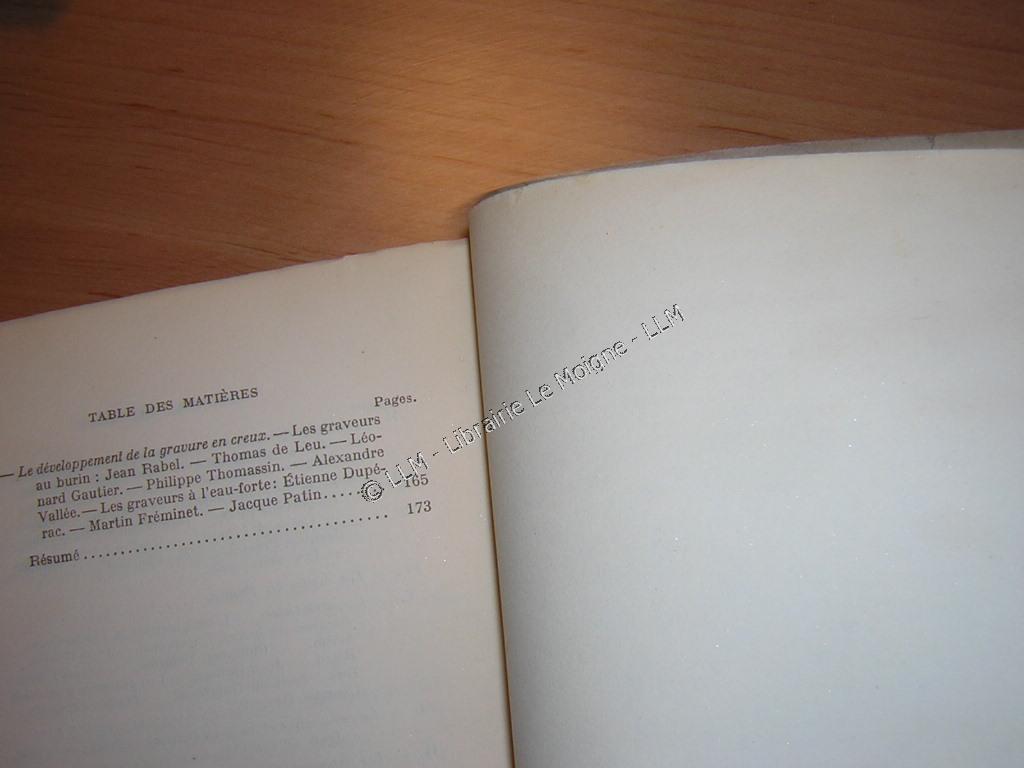 TABLE DES MATIÈRES
Pages.
— Le développement de la gravure en creux. — Les graveurs
au burin : Jean Rabel. — Thomas de Leu. — Léo-
nard Gautier. — Philippe Thomassin. — Alexandre
Vallée. — Les graveurs à l'eau-forte : Étienne Dupé-
rac. — Martin Fréminet. — Jacque Patin..... 165
Résumé ........................................ 173
© LLM - Librairie Le Moigne - LLM